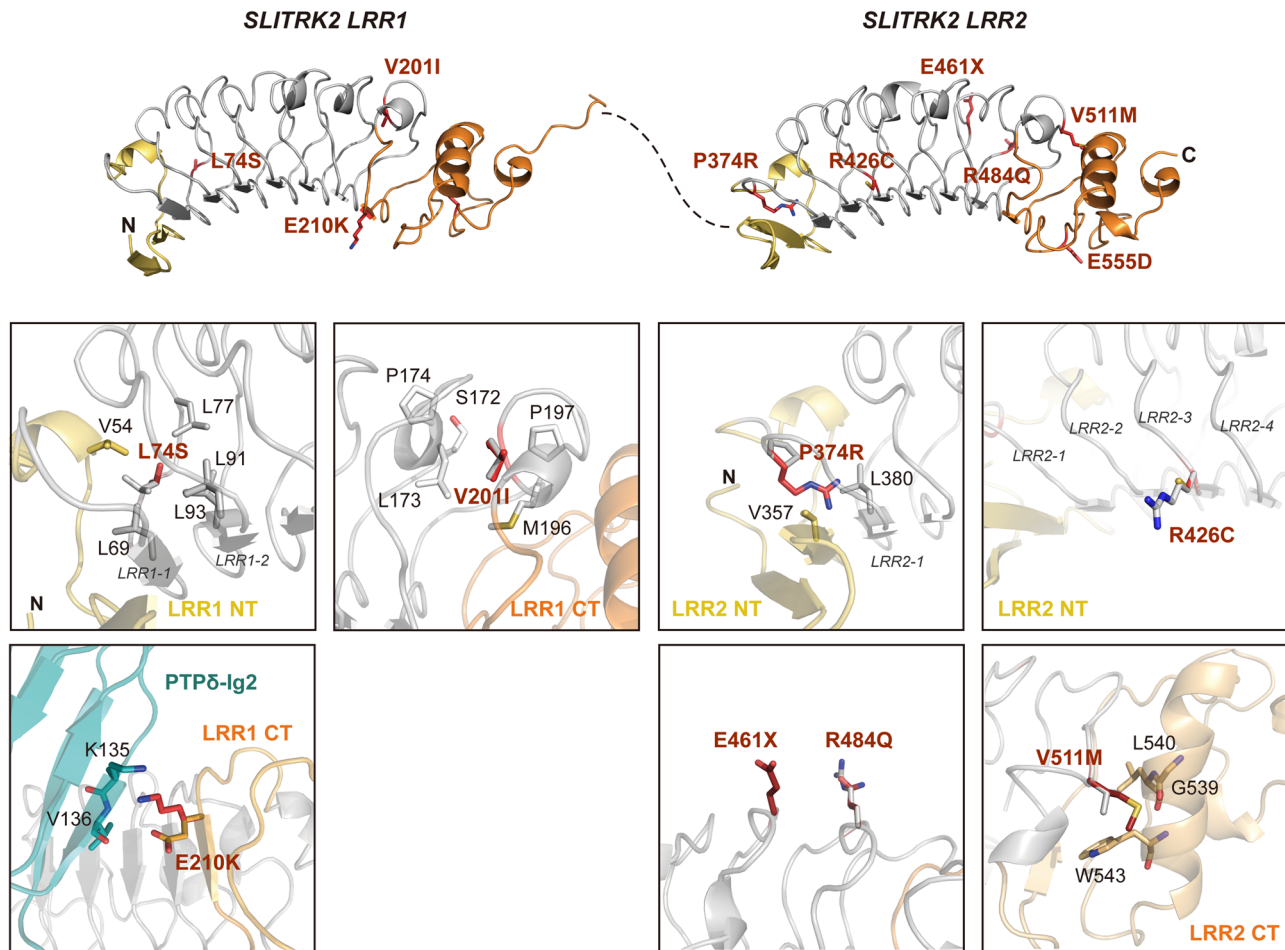 SLITRK2 LRR1
SLITRK2 LRR2
V201I
L74S
E210K
N
E461X
V511M
P374R
R426C
R484Q
C
E555D
V54
L77
L74S
L91
L93
L69
LRR1-1
LRR1-2
N
LRR1 NT
P174
S172
P197
L173
V201I
M196
LRR1 CT
P374R
N
L380
V357
LRR2-1
LRR2 NT
LRR2-1
LRR2-2
LRR2-3
LRR2-4
R426C
LRR2 NT
PTPδ-Ig2
LRR1 CT
K135
V136
E210K
E461X
R484Q
V511M
L540
G539
W543
LRR2 CT